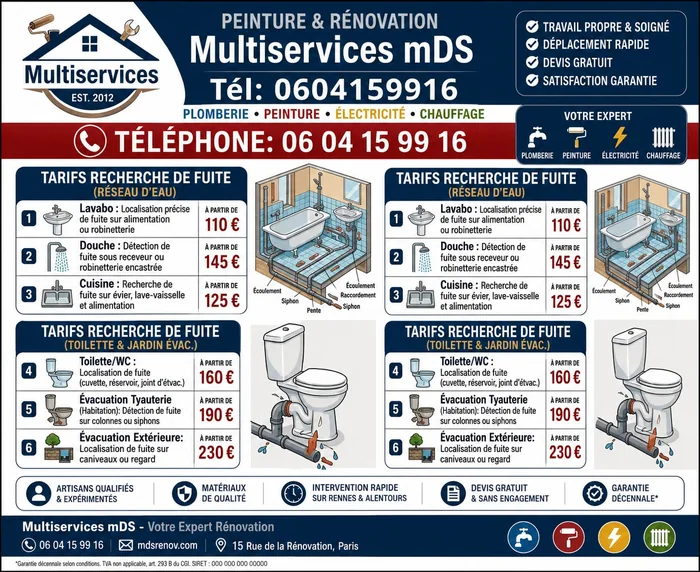 Multiservices
EST. 2012
PEINTURE & RÉNOVATION
Multiservices mDS
Tél: 0604159916
PLOMBERIE • PEINTURE • ÉLECTRICITÉ • CHAUFFAGE
TRAVAIL PROPRE & SOIGNÉ
DÉPLACEMENT RAPIDE
DEVIS GRATUIT
SATISFACTION GARANTIE
TÉLÉPHONE: 06 04 15 99 16
VOTRE EXPERT
PLOMBERIE
PEINTURE
ÉLECTRICITÉ
CHAUFFAGE
TARIFS RECHERCHE DE FUITE
(RÉSEAU D'EAU)
1
Lavabo : Localisation précise
de fuite sur alimentation
ou robinetterie
À PARTIR DE
110 €
2
Douche : Détection de
fuite sous receveur ou
robinetterie encastrée
À PARTIR DE
145 €
3
Cuisine : Recherche de
fuite sur évier, lave-vaisselle
et alimentation
À PARTIR DE
125 €
Écoulement
Siphon
Pente
Écoulement
Raccordement
Siphon
TARIFS RECHERCHE DE FUITE
(RÉSEAU D'EAU)
1
Lavabo : Localisation précise
de fuite sur alimentation
ou robinetterie
À PARTIR DE
110 €
2
Douche : Détection de
fuite sous receveur ou
robinetterie encastrée
À PARTIR DE
145 €
3
Cuisine : Recherche de
fuite sur évier, lave-vaisselle
et alimentation
À PARTIR DE
125 €
Écoulement
Siphon
Pente
Écoulement
Raccordement
Siphon
TARIFS RECHERCHE DE FUITE
(TOILETTE & JARDIN ÉVAC.)
4
Toilette/WC :
Localisation de fuite
(cuvette, réservoir, joint d'évac.)
À PARTIR DE
160 €
5
Évacuation Tyauterie
(Habitation): Détection de fuite
sur colonnes ou siphons
À PARTIR DE
190 €
6
Évacuation Extérieure:
Localisation de fuite sur
caniveaux ou regard
À PARTIR DE
230 €
TARIFS RECHERCHE DE FUITE
(TOILETTE & JARDIN ÉVAC.)
4
Toilette/WC :
Localisation de fuite
(cuvette, réservoir, joint d'évac.)
À PARTIR DE
160 €
5
Évacuation Tyauterie
(Habitation): Détection de fuite
sur colonnes ou siphons
À PARTIR DE
190 €
6
Évacuation Extérieure:
Localisation de fuite sur
caniveaux ou regard
À PARTIR DE
230 €
ARTISANS QUALIFIÉS
& EXPÉRIMENTÉS
MATÉRIAUX
DE QUALITÉ
INTERVENTION RAPIDE
SUR RENNES & ALENTOURS
DEVIS GRATUIT
& SANS ENGAGEMENT
GARANTIE
DÉCENNALE*
Multiservices mDS - Votre Expert Rénovation
06 04 15 99 16 | mdsrenov.com | 15 Rue de la Rénovation, Paris
*Garantie décennale selon conditions. TVA non applicable, art. 293 B du CGI. SIRET : 000 000 000 00000